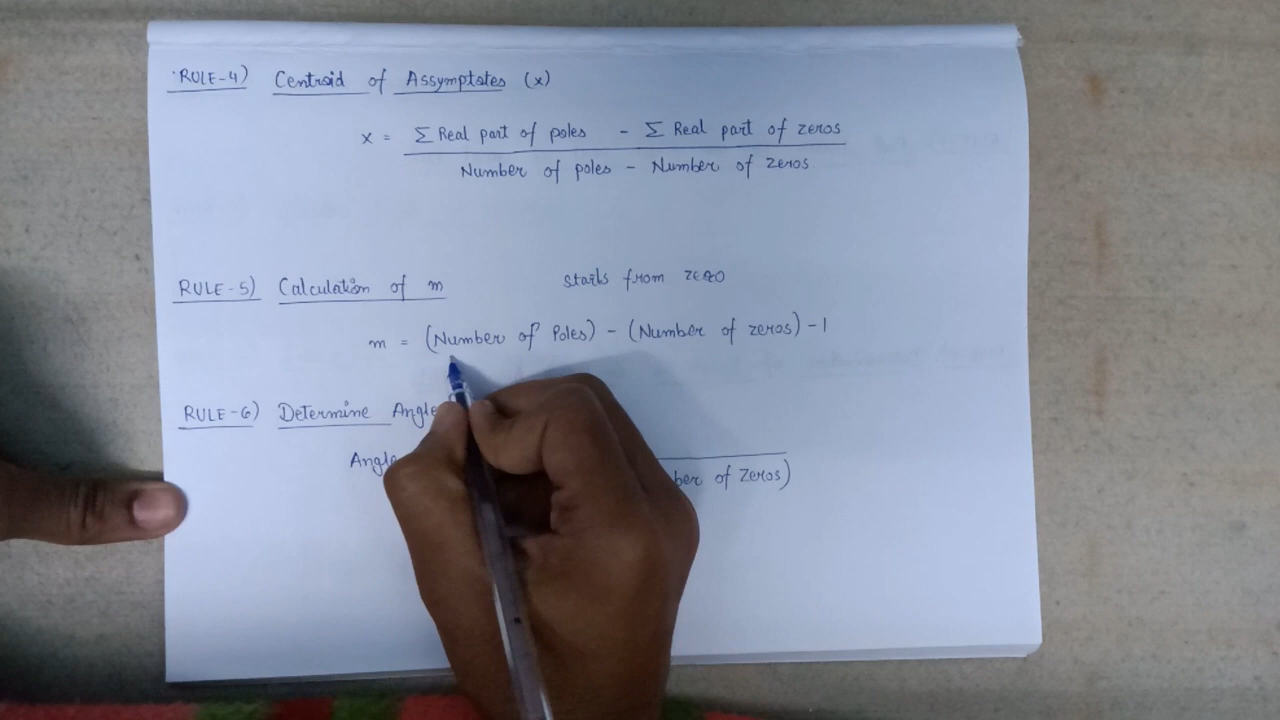 RULE-4) Centroid of Assymptotes (x)
x = Σ Real part of poles - Σ Real part of zeros
Number of poles - Number of zeros
RULE-5) Calculation of m starts from zero
m = (Number of Poles) - (Number of zeros) -1
RULE-6) Determine Angle
Angle
of Zeros)